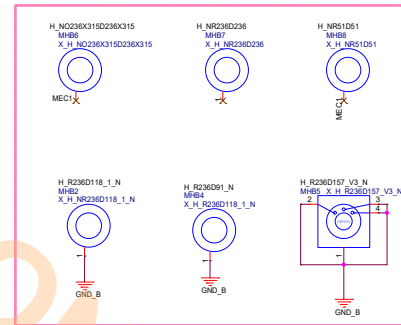 H_NO236X315D236X315
MHB6
X_H_NO236X315D236X315
MEC1
H_NR236D236
MHB7
X_H_NR236D236
1
H_NR51D51
MHB8
X_H_NR51D51
MEC1
H_R236D118_1_N
MHB2
X_H_NR236D118_1_N
1
GND_B
H_R236D91_N
MHB4
X_H_R236D118_1_N
1
GND_B
H_R236D157_V3_N
MHB5 X_H_R236D157_V3_N
2
3
4
1
GND_B